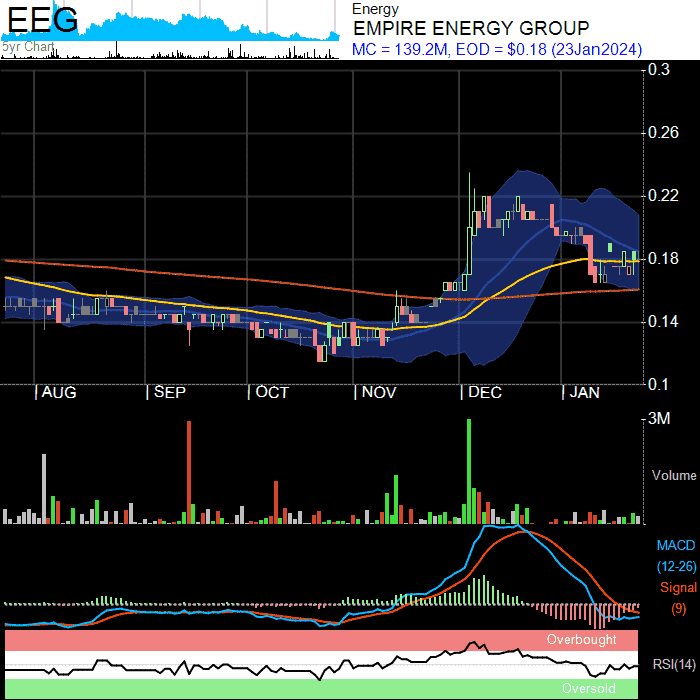 EEG
5yr Chart
Energy
EMPIRE ENERGY GROUP
MC = 139.2M, EOD = $0.18 (23Jan2024)
0.3
0.26
0.22
0.18
0.14
0.1
AUG
SEP
OCT
NOV
DEC
JAN
3M
Volume
MACD
(12-26)
Signal
(9)
Overbought
RSI(14)
Oversold